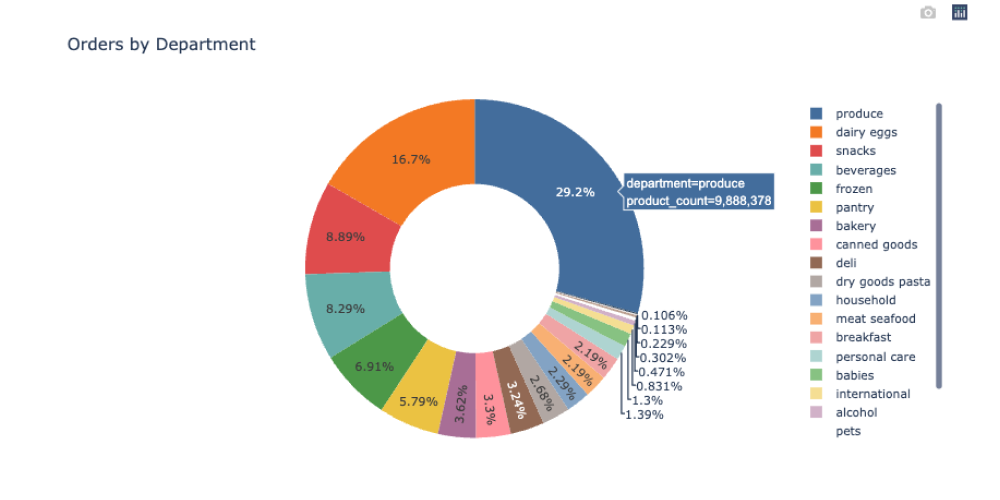 Orders by Department
16.7%
29.2%
department=produce
product_count=9,888,378
8.89%
8.29%
6.91%
5.79%
3.62%
3.3%
3.24%
2.68%
2.29%
2.19%
2.19%
0.106%
0.113%
0.229%
0.302%
0.471%
0.831%
1.3%
1.39%
produce
dairy eggs
snacks
beverages
frozen
pantry
bakery
canned goods
deli
dry goods pasta
household
meat seafood
breakfast
personal care
babies
international
alcohol
pets